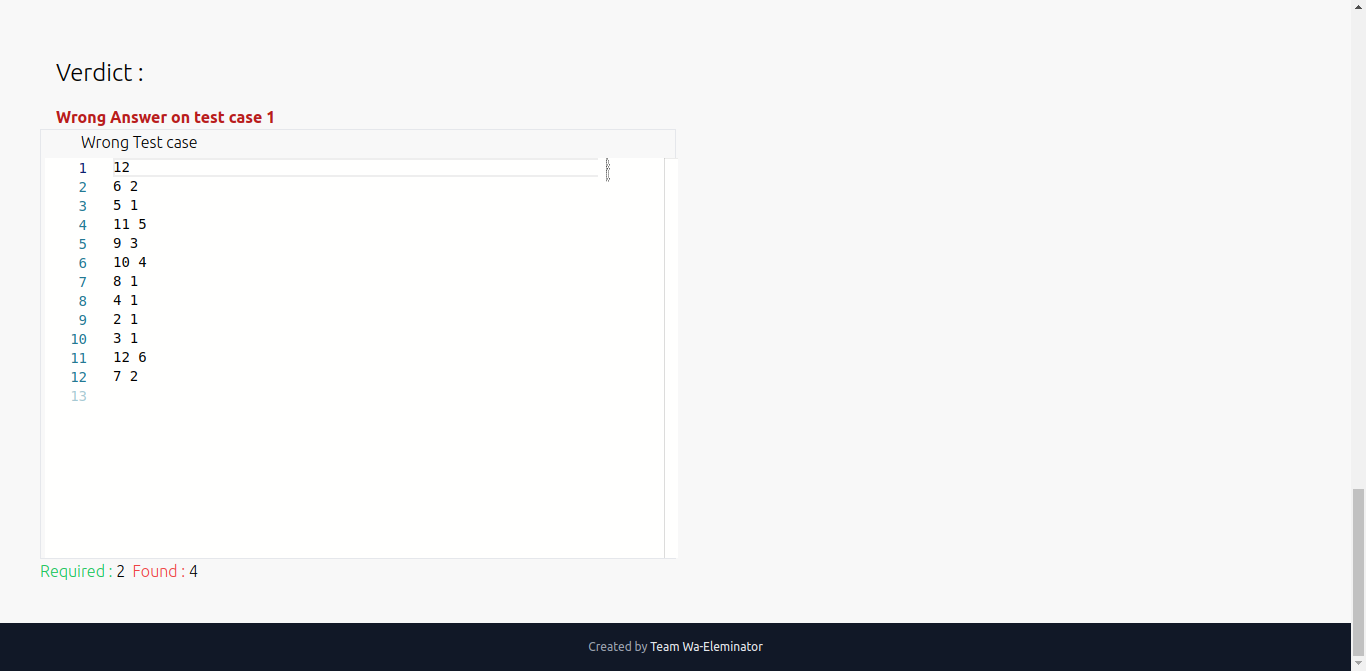 Verdict :
Wrong Answer on test case 1
Wrong Test case
1 12
2 6 2
3 5 1
4 11 5
5 9 3
6 10 4
7 8 1
8 4 1
9 2 1
10 3 1
11 12 6
12 7 2
13
Required : 2 Found : 4
Created by Team Wa-Eleminator